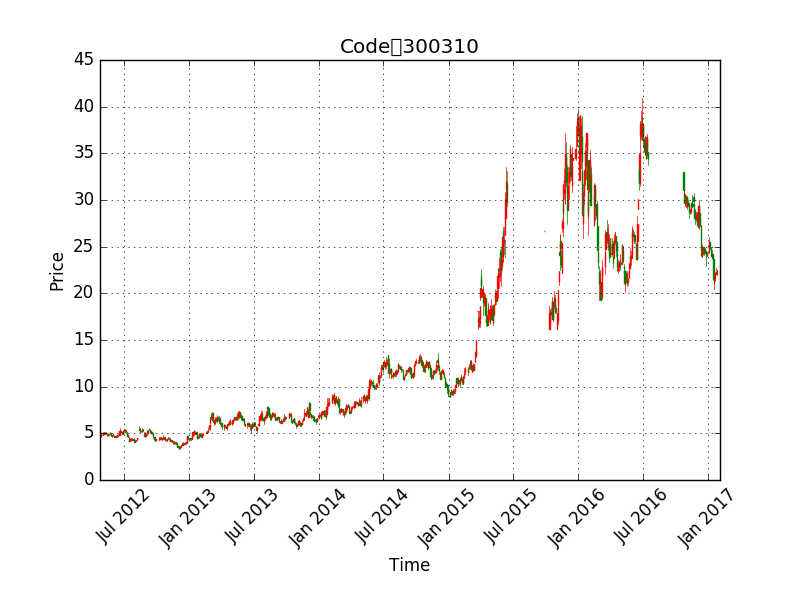 Code▯300310
45
40
35
30
25
20
15
10
5
0
Price
Jul 2012
Jan 2013
Jul 2013
Jan 2014
Jul 2014
Jan 2015
Jul 2015
Jan 2016
Jul 2016
Jan 2017
Time